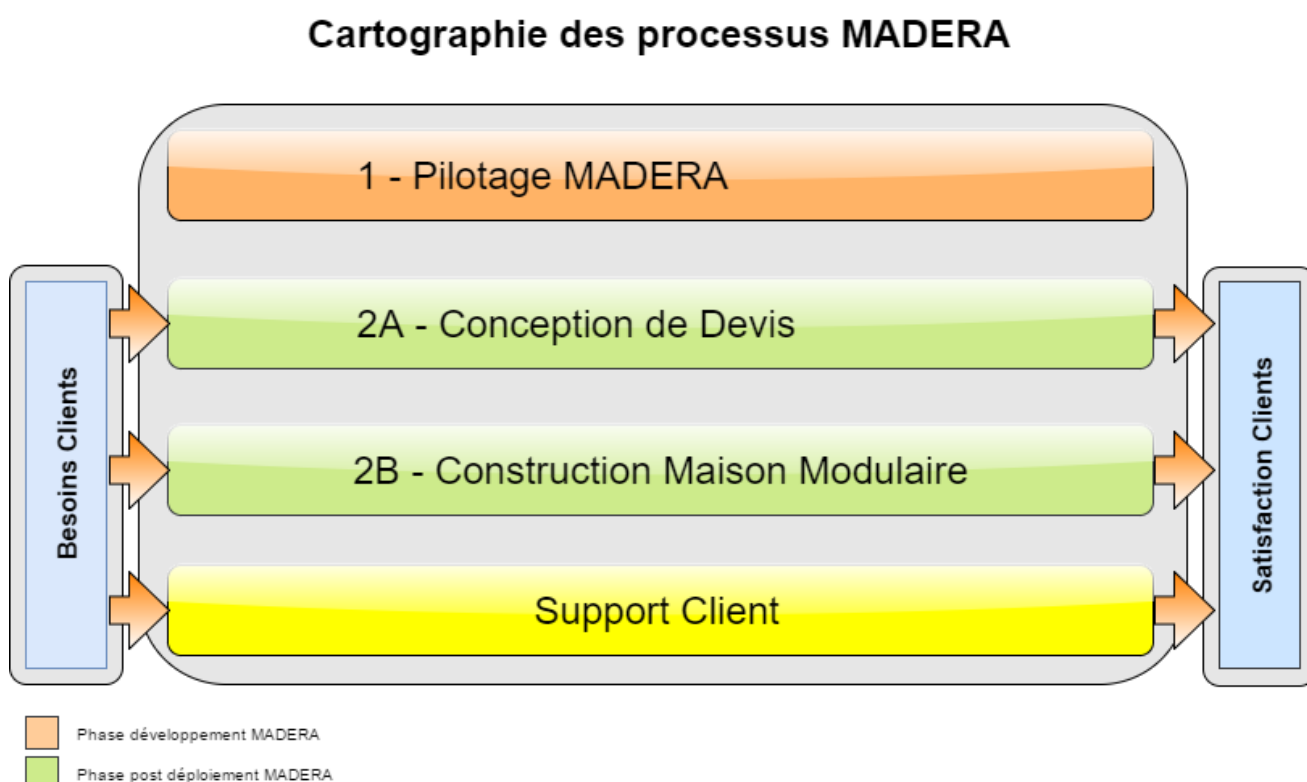 Cartographie des processus MADERA
1 - Pilotage MADERA
2A - Conception de Devis
2B - Construction Maison Modulaire
Support Client
Besoins Clients
Satisfaction Clients
Phase développement MADERA
Phase post déploiement MADERA